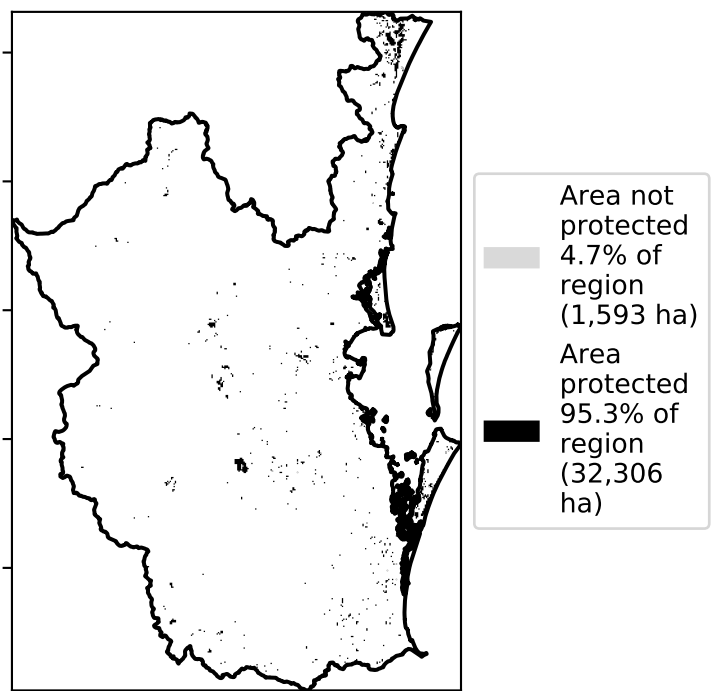 Area not
protected
4.7% of
region
(1,593 ha)
Area
protected
95.3% of
region
(32,306
ha)